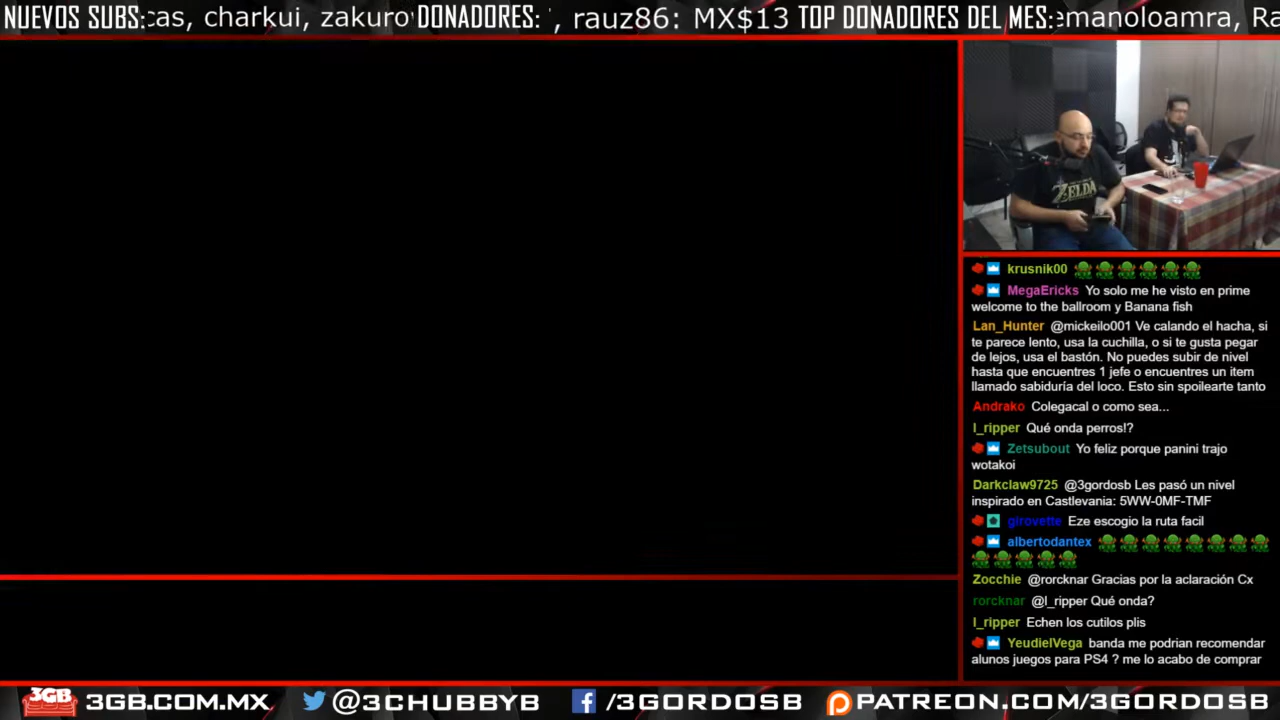 NUEVOS SUBS: cas, charkui, zakuro DONADORES: ', rauz86: MX$13 TOP DONADORES DEL MES: emanoloamra, Ra
ZELDA
krusnik00
MegaEricks Yo solo me he visto en prime
welcome to the ballroom y Banana fish
Lan_Hunter @mickeilo001 Ve calando el hacha, si
te parece lento, usa la cuchilla, o si te gusta pegar
de lejos, usa el bastón. No puedes subir de nivel
hasta que encuentres 1 jefe o encuentres un item
llamado sabiduría del loco. Esto sin spoilearte tanto
Andrako Colegacal o como sea...
l_ripper Qué onda perros!?
Zetsubout Yo feliz porque panini trajo
wotakoi
Darkclaw9725 @3gordosb Les pasó un nivel
inspirado en Castlevania: 5WW-0MF-TMF
girovette Eze escogio la ruta facil
albertodantex
Zocchie @rorcknar Gracias por la aclaración Cx
rorcknar @l_ripper Qué onda?
l_ripper Echen los cutilos plis
YeudielVega banda me podrian recomendar
alunos juegos para PS4 ? me lo acabo de comprar
3GB 3GB.COM.MX @3CHUBBYB /3GORDOSB PATREON.COM/3GORDOSB